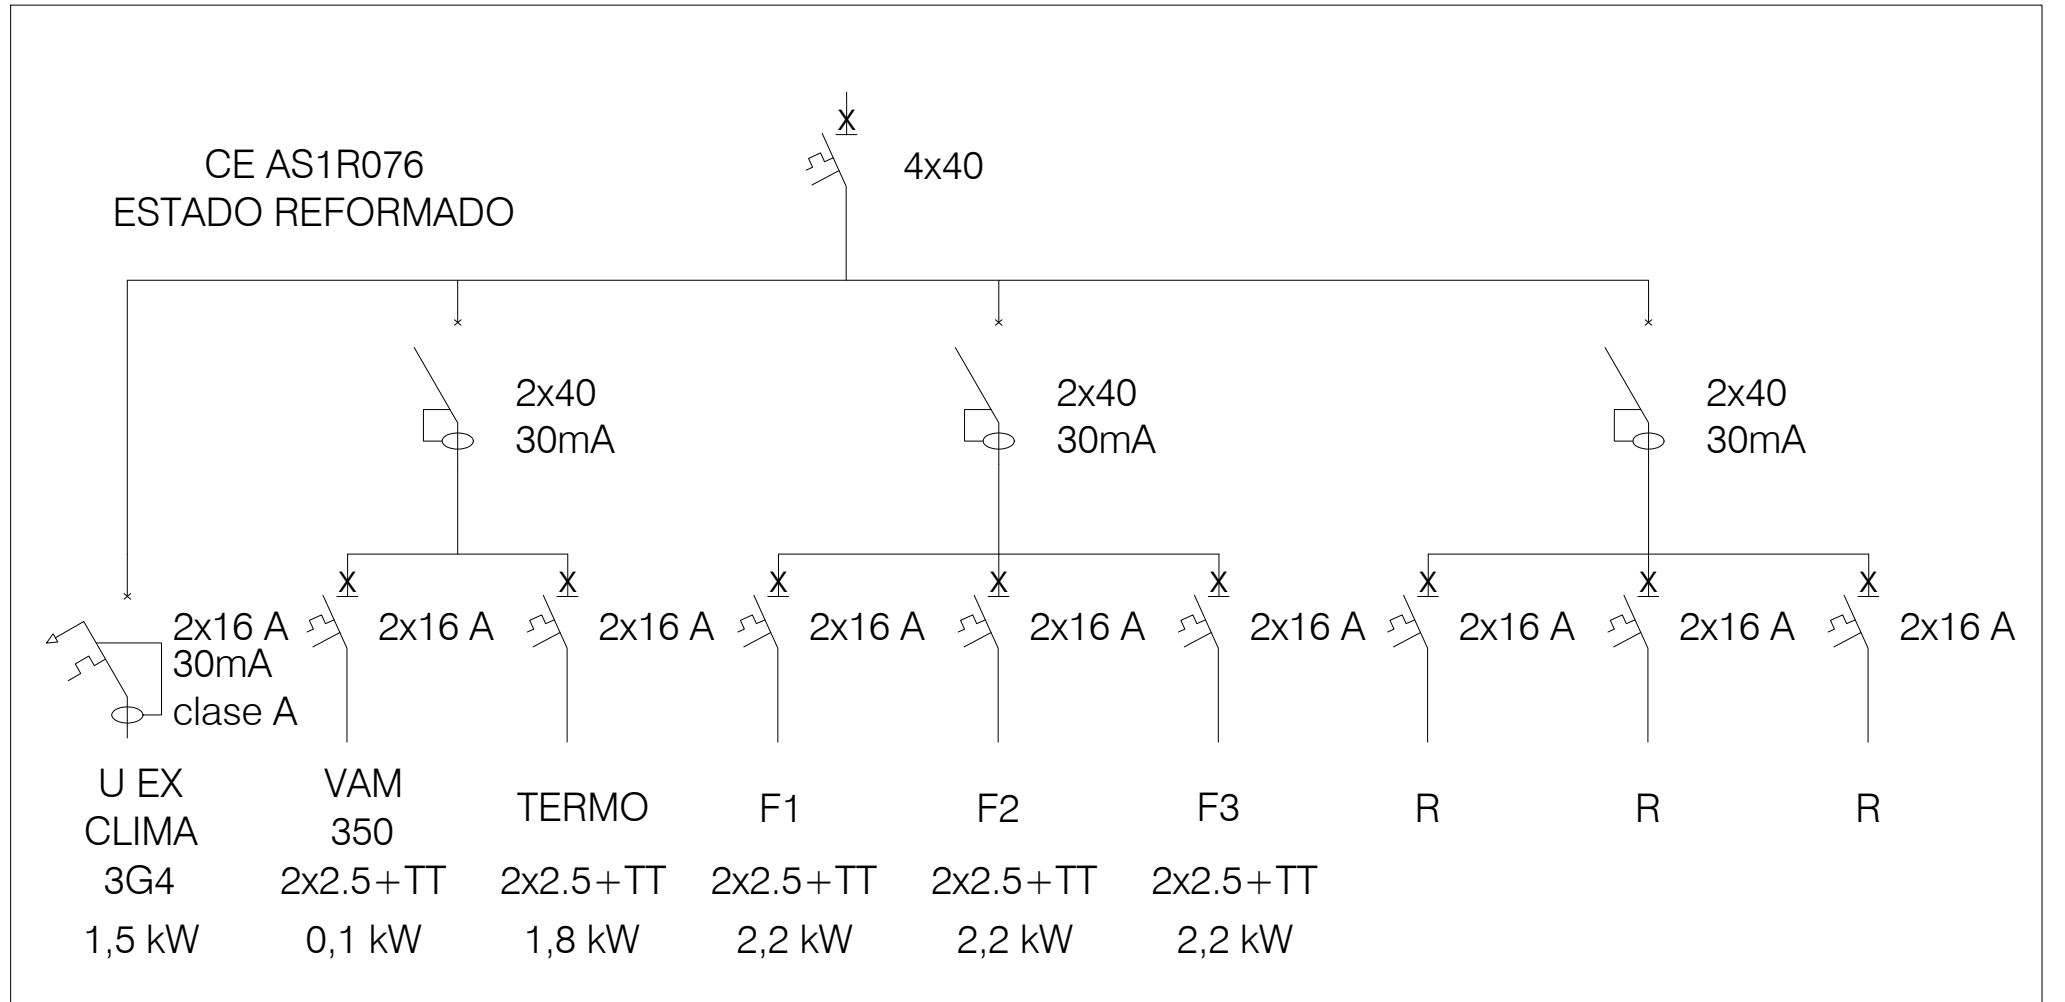 CE AS1R076
ESTADO REFORMADO
4x40
2x40
30mA
2x40
30mA
2x40
30mA
2x16 A
30mA
clase A
2x16 A
2x16 A
2x16 A
2x16 A
2x16 A
2x16 A
2x16 A
2x16 A
U EX
CLIMA
3G4
1,5 kW
VAM
350
2x2.5+TT
0,1 kW
TERMO
2x2.5+TT
1,8 kW
F1
2x2.5+TT
2,2 kW
F2
2x2.5+TT
2,2 kW
F3
2x2.5+TT
2,2 kW
R
R
R